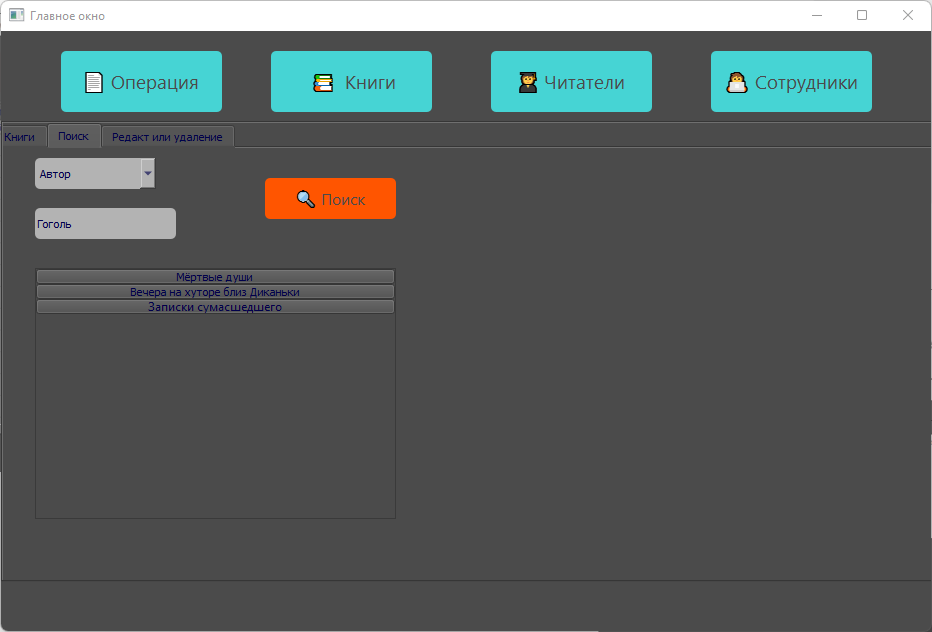 Главное окно
Операция
Книги
Читатели
Сотрудники
Книги
Поиск
Редакт или удаление
Автор
Поиск
Гоголь
Мёртвые души
Вечера на хуторе близ Диканьки
Записки сумасшедшего